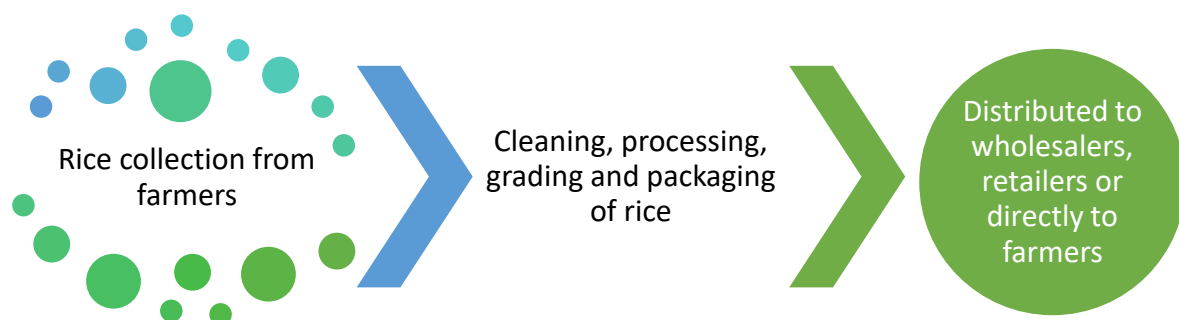 Rice collection from
farmers
Cleaning, processing,
grading and packaging
of rice
Distributed to
wholesalers,
retailers or
directly to
farmers